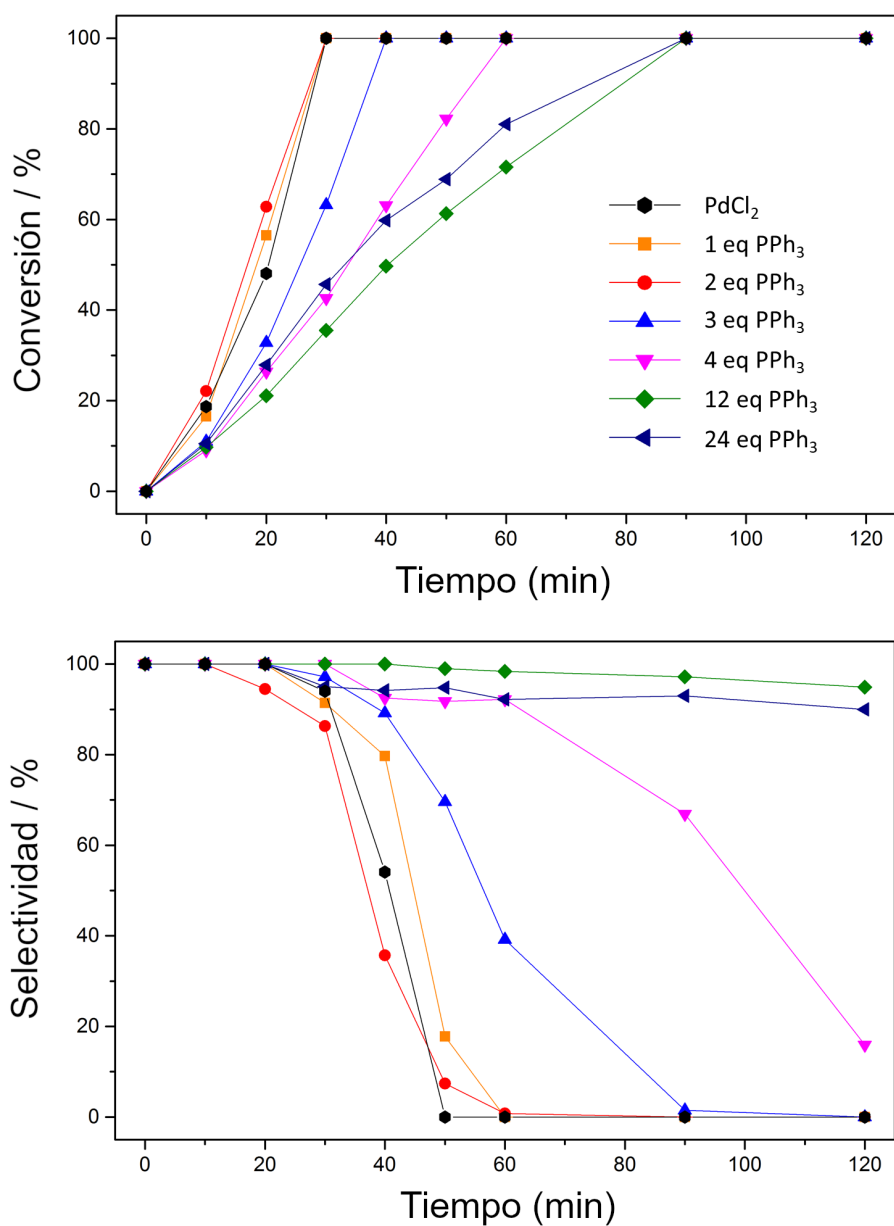 Conversión / %
100
80
60
40
20
0
PdCl₂
1 eq PPh₃
2 eq PPh₃
3 eq PPh₃
4 eq PPh₃
12 eq PPh₃
24 eq PPh₃
0 20 40 60 80 100 120
Tiempo (min)
Selectividad / %
100
80
60
40
20
0
0 20 40 60 80 100 120
Tiempo (min)